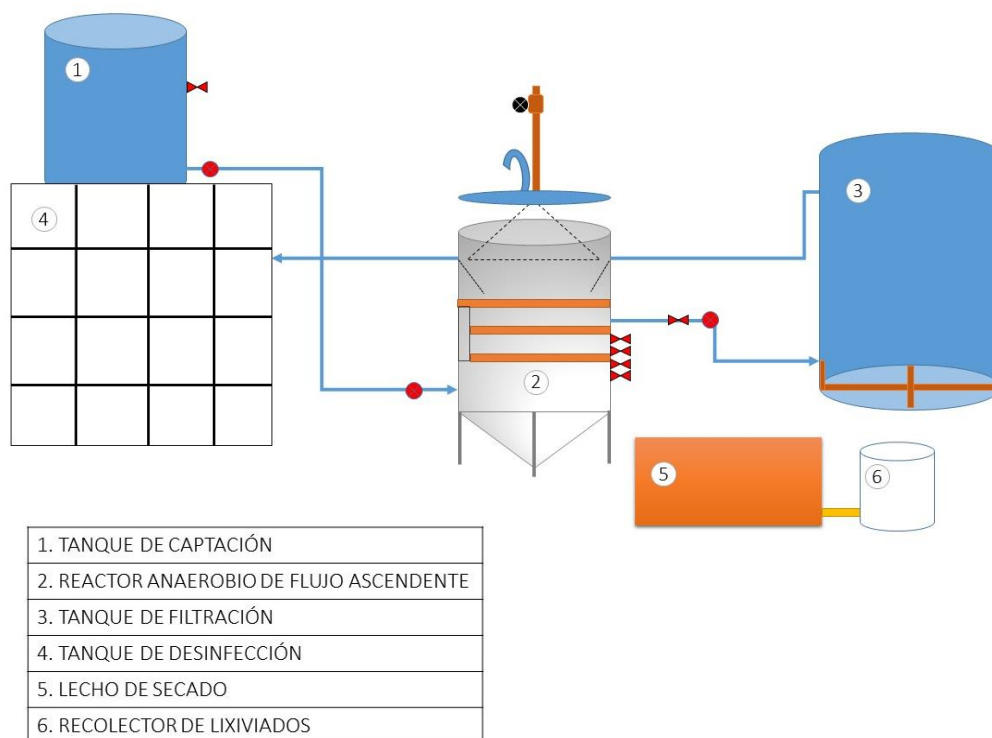 1
4
3
2
5
6
1. TANQUE DE CAPTACIÓN
2. REACTOR ANAEROBIO DE FLUJO ASCENDENTE
3. TANQUE DE FILTRACIÓN
4. TANQUE DE DESINFECCIÓN
5. LECHO DE SECADO
6. RECOLECTOR DE LIXIVIADOS